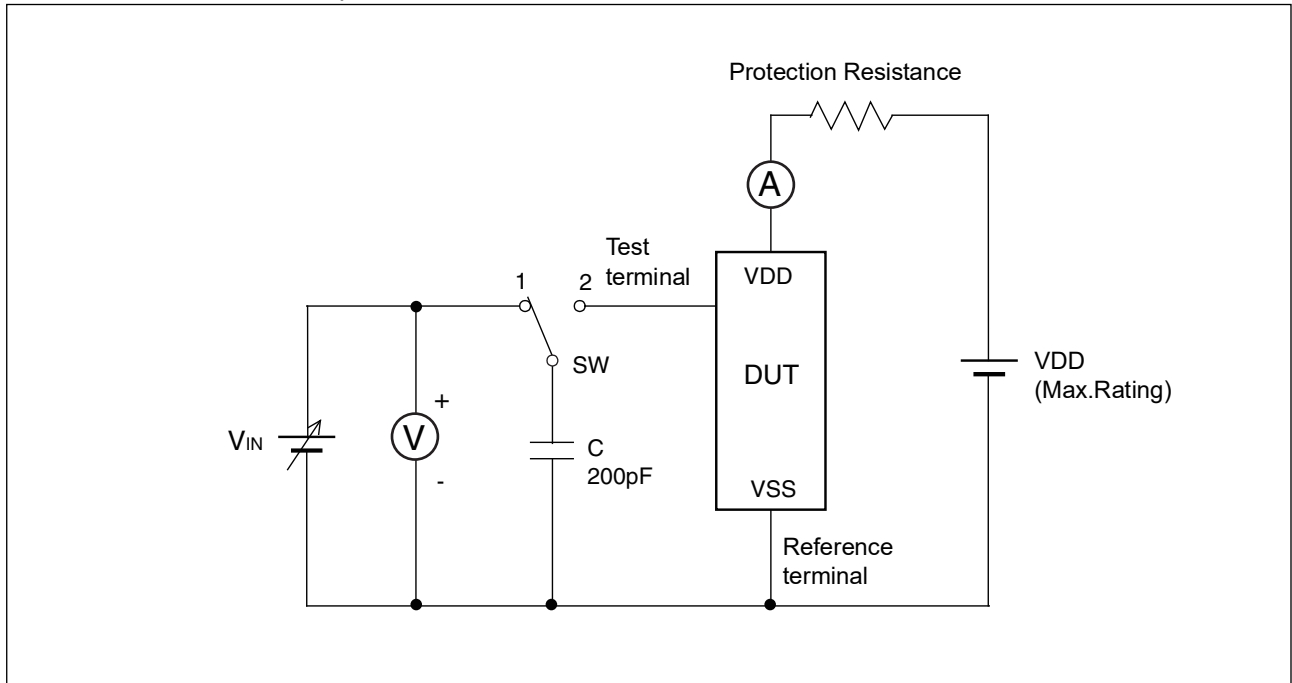 Protection Resistance
A
Test
terminal
1
2
VDD
SW
DUT
VDD
(Max.Rating)
+
VIN
V
-
C
200pF
VSS
Reference
terminal